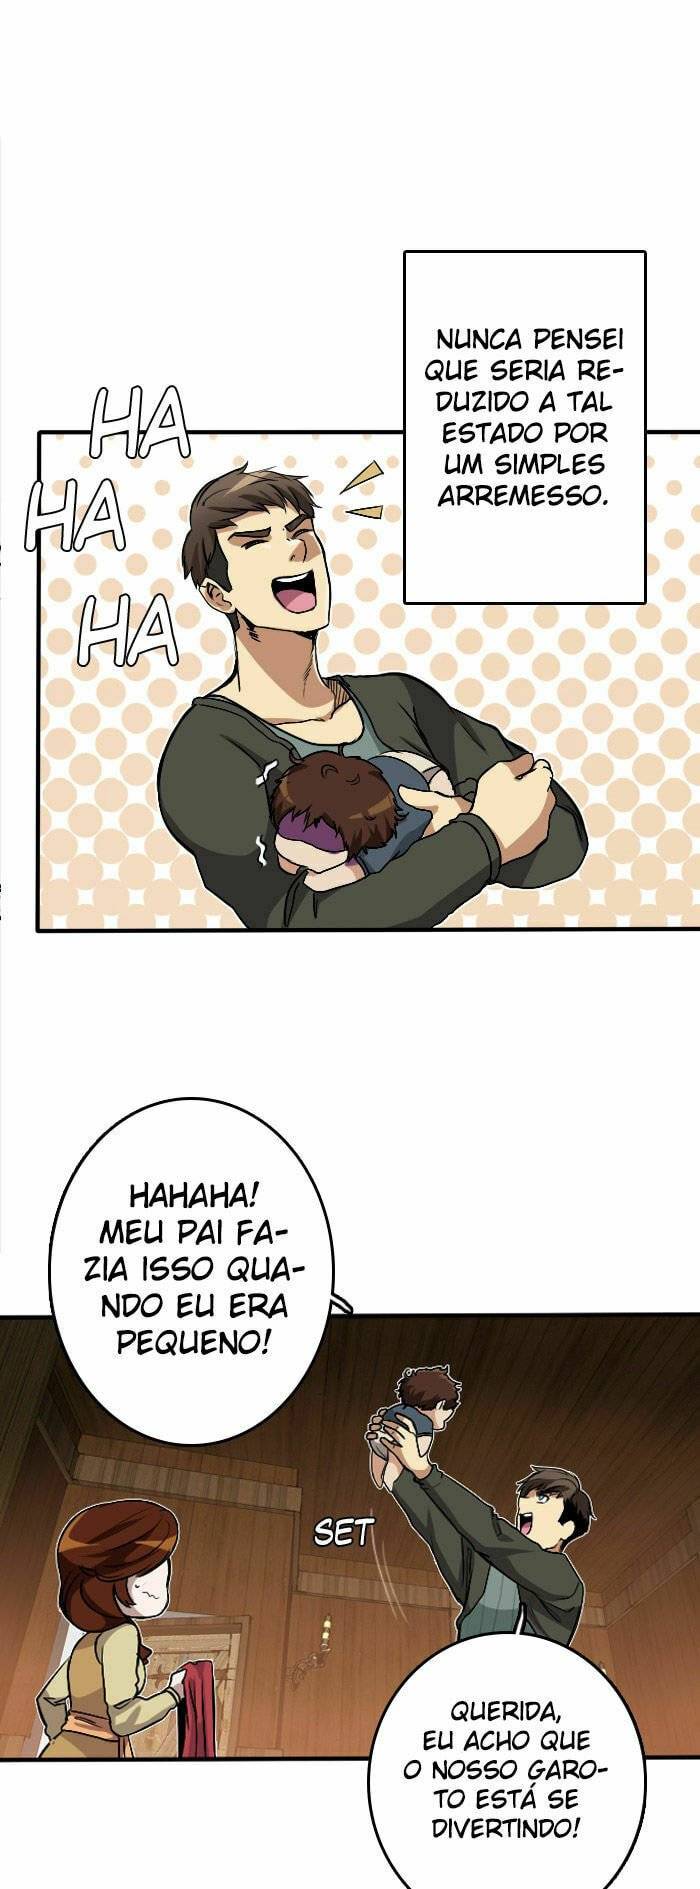 NUNCA PENSEI
QUE SERIA RE-
DUZIDO A TAL
ESTADO POR
UM SIMPLES
ARREMESSO.
HA
HA
HA
HAHAHA!
MEU PAI FA-
ZIA ISSO QUA-
NDO EU ERA
PEQUENO!
SET
QUERIDA,
EU ACHO QUE
O NOSSO GARO-
TO ESTÁ SE
DIVERTINDO!